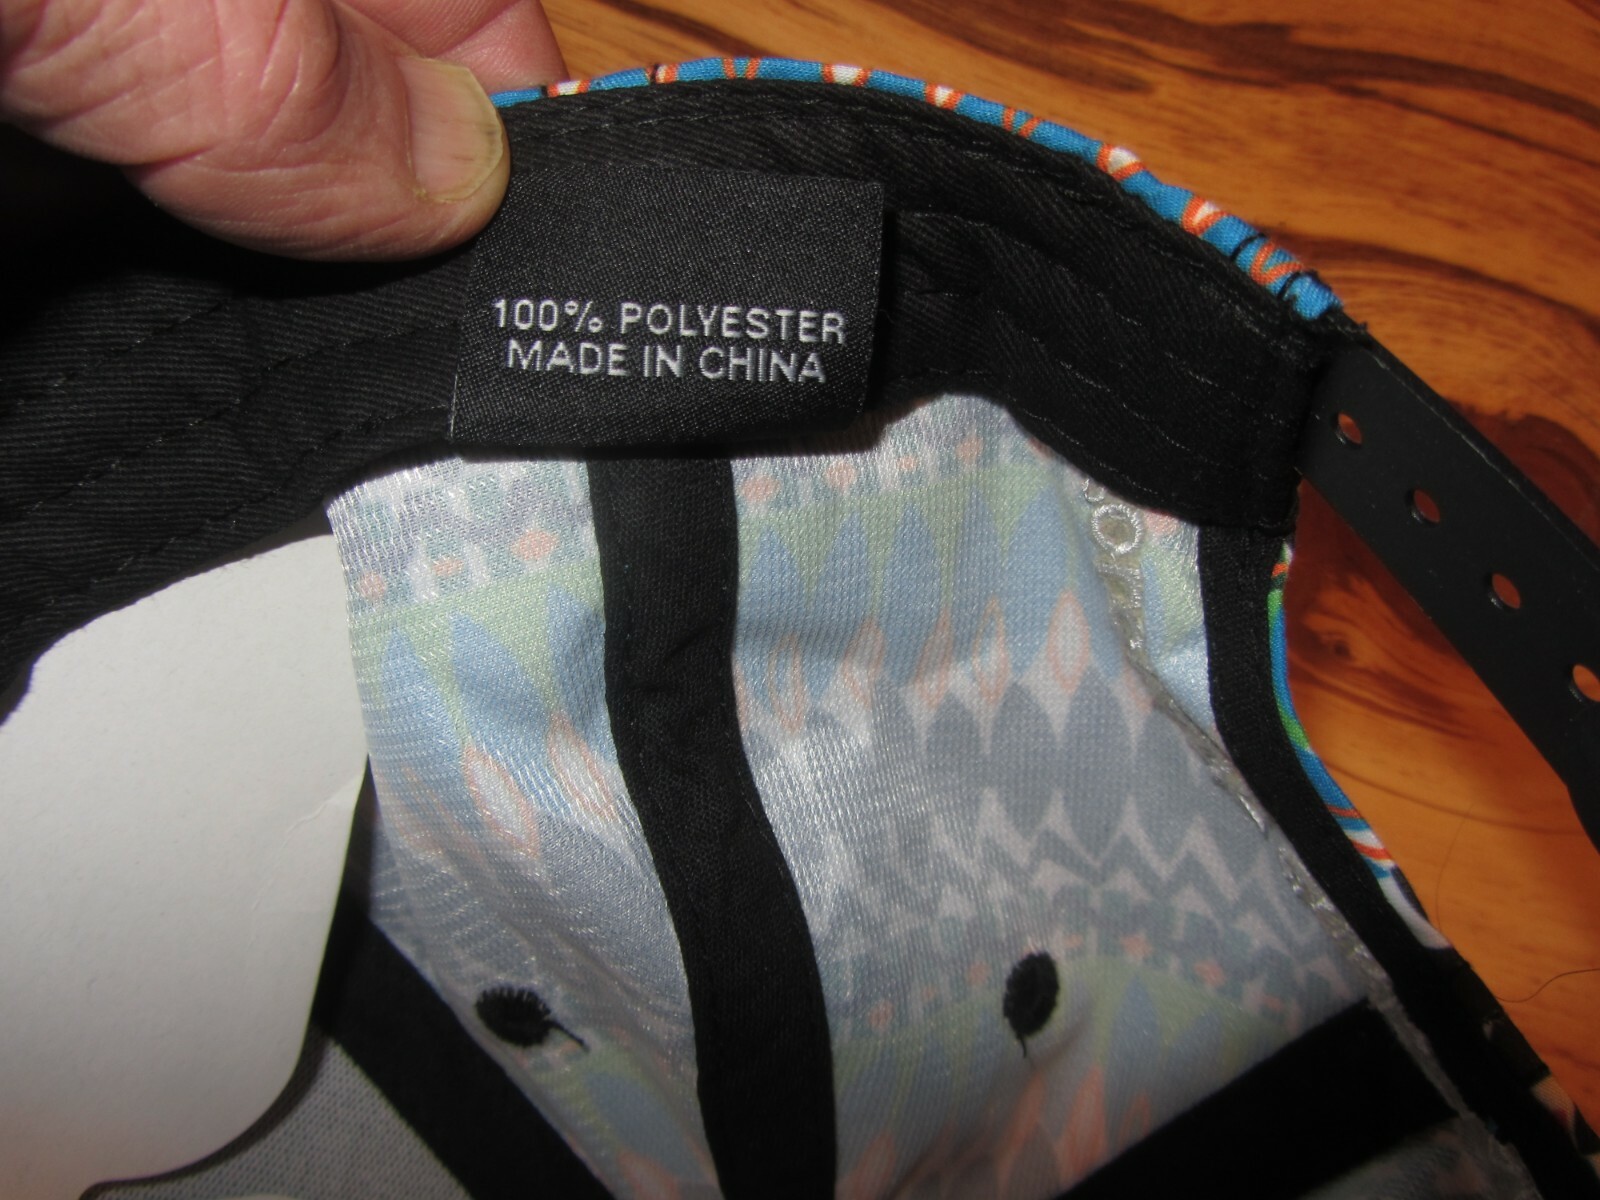 100% POLYESTER
MADE IN CHINA